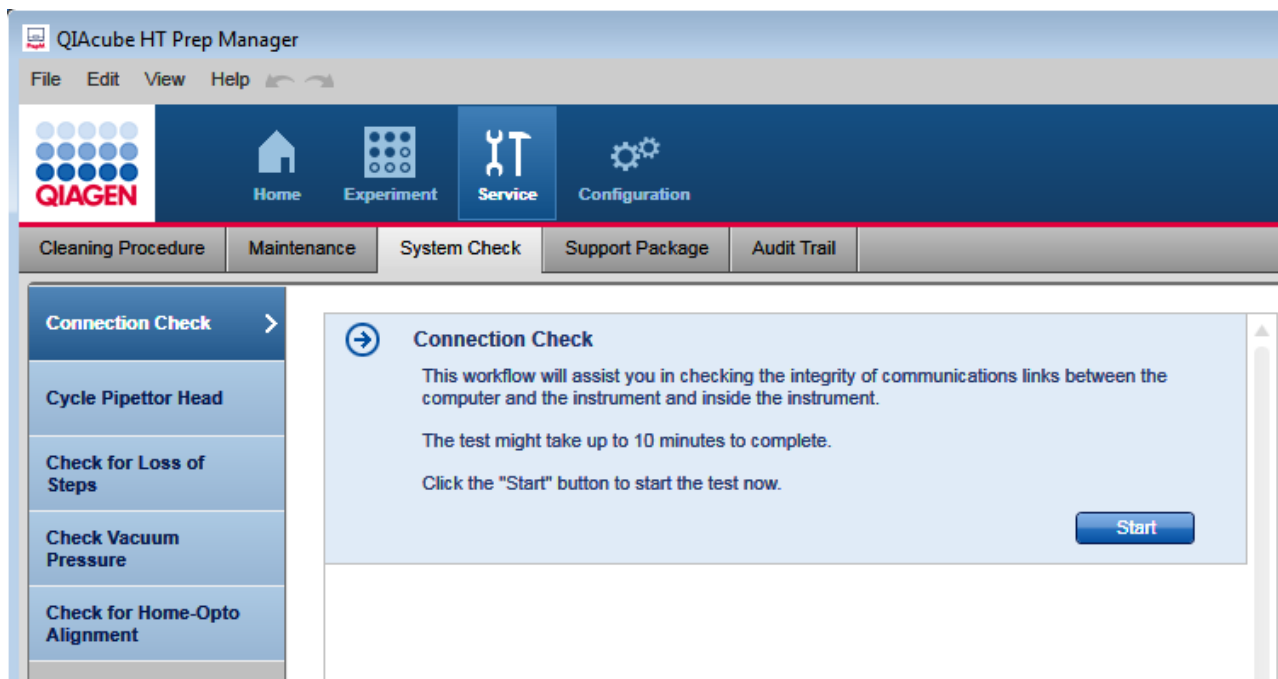 QIAcube HT Prep Manager
File Edit View Help
QIAGEN
Home Experiment Service Configuration
Cleaning Procedure Maintenance System Check Support Package Audit Trail
Connection Check
Cycle Pipettor Head
Check for Loss of
Steps
Check Vacuum
Pressure
Check for Home-Opto
Alignment
Connection Check
This workflow will assist you in checking the integrity of communications links between the
computer and the instrument and inside the instrument.
The test might take up to 10 minutes to complete.
Click the "Start" button to start the test now.
Start